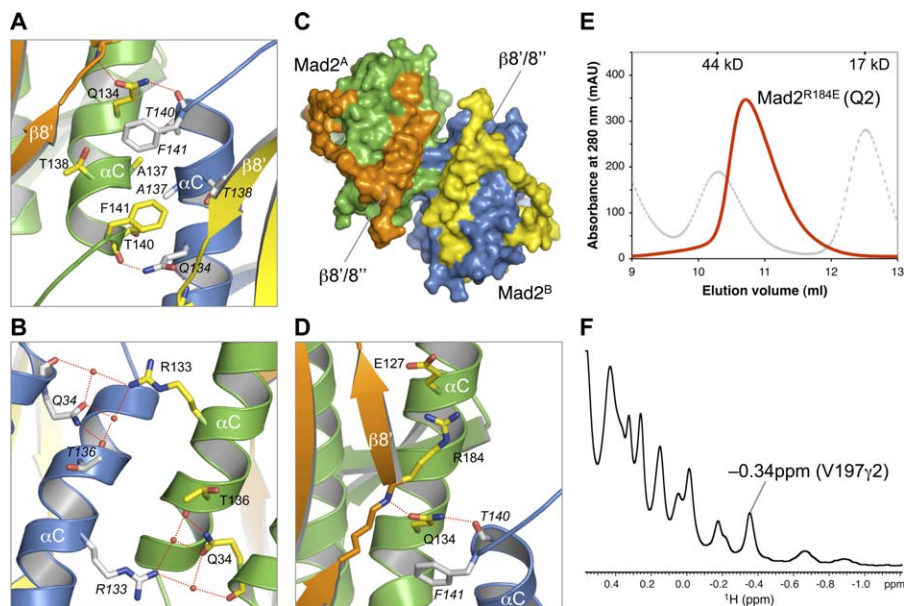 A
Q134
T140
F141
β8'
T138
αC
A137
A137
αC
T138
β8'
F141
T140
Q134
B
R133
Q34
αC
T136
T136
αC
Q34
R133
C
Mad2A
β8'/8''
β8'/8''
Mad2B
D
E127
αC
β8'
R184
T140
Q134
F141
αC
E
44 kD 17 kD
Mad2R184E (Q2)
Absorbance at 280 nm (mAU)
400
300
200
100
0
9 10 11 12 13
Elution volume (ml)
F
–0.34ppm (V197γ2)
0.4 0.2 0.0 -0.2 -0.4 -0.6 -0.8 -1.0 ppm
1H (ppm)